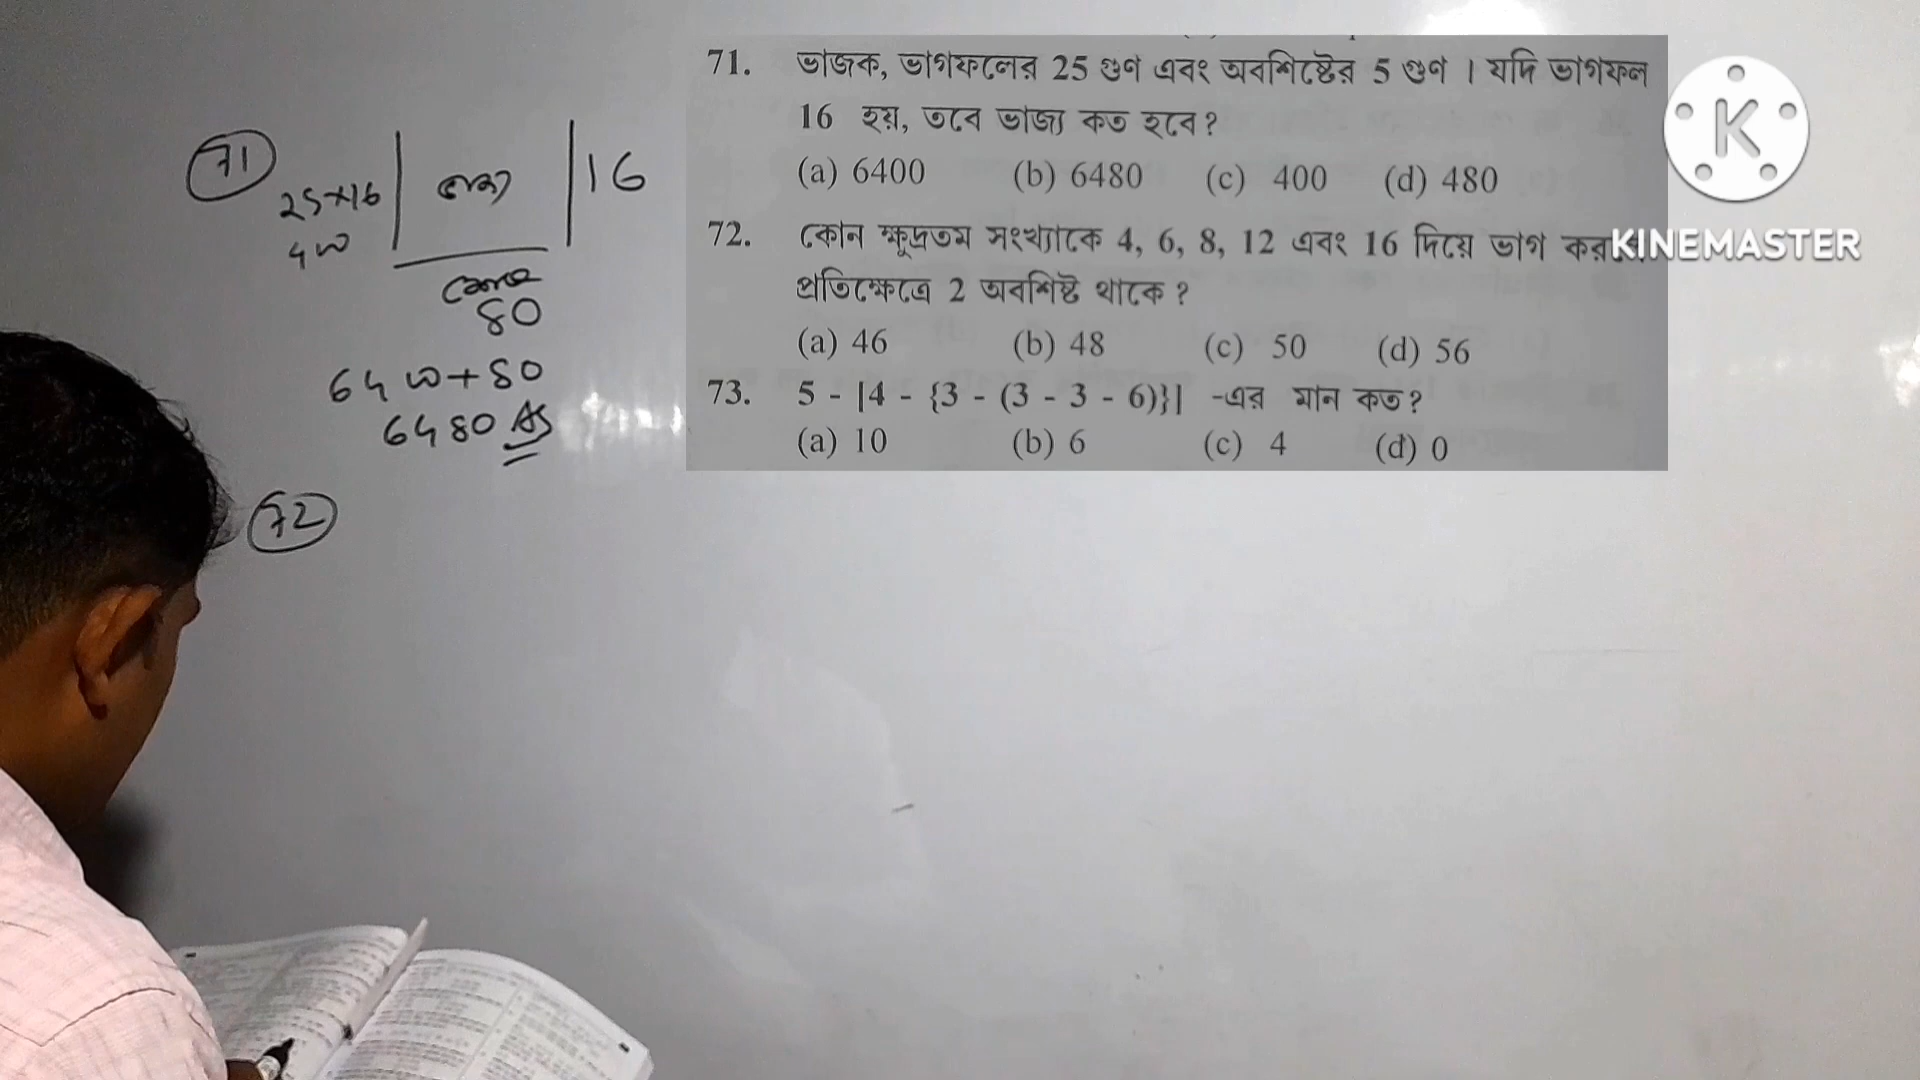 71. ভাজক, ভাগফলের 25 গুণ এবং অবশিষ্টের 5 গুণ । যদি ভাগফল
16 হয়, তবে ভাজ্য কত হবে ?
(a) 6400 (b) 6480 (c) 400 (d) 480
72. কোন ক্ষুদ্রতম সংখ্যাকে 4, 6, 8, 12 এবং 16 দিয়ে ভাগ
প্রতিক্ষেত্রে 2 অবশিষ্ট থাকে ?
(a) 46 (b) 48 (c) 50 (d) 56
73. 5 - |4 - {3 - (3 - 3 - 6)}| -এর মান কত ?
(a) 10 (b) 6 (c) 4 (d) 0
K
KINEMASTER
71
25×16 16
400
80
6400+80
6480 As
72